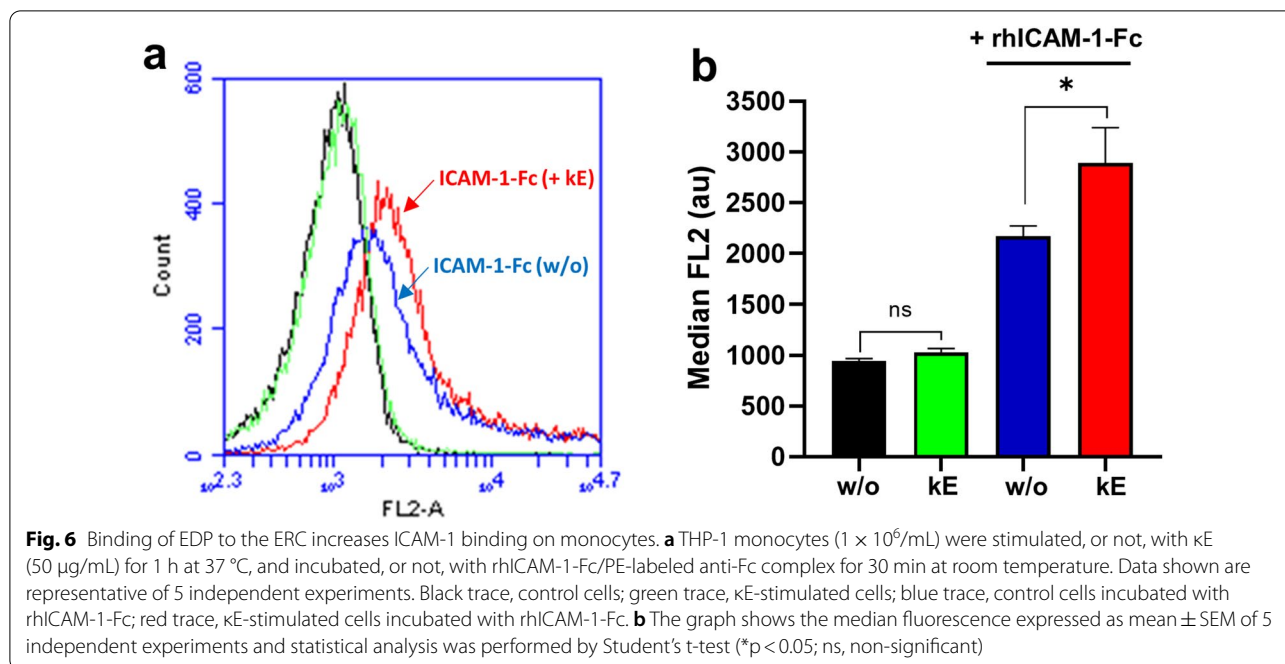 a
600
400
200
0
Count
ICAM-1-Fc (+ kE)
ICAM-1-Fc (w/o)
10^2.3
10^3
10^4
10^4.7
FL2-A
b
+ rhICAM-1-Fc
*
ns
3500
3000
2500
2000
1500
1000
500
0
Median FL2 (au)
w/o
kE
w/o
kE
Fig. 6 Binding of EDP to the ERC increases ICAM-1 binding on monocytes. a THP-1 monocytes (1 × 10⁶/mL) were stimulated, or not, with κE
(50 μg/mL) for 1 h at 37 °C, and incubated, or not, with rhICAM-1-Fc/PE-labeled anti-Fc complex for 30 min at room temperature. Data shown are
representative of 5 independent experiments. Black trace, control cells; green trace, κE-stimulated cells; blue trace, control cells incubated with
rhICAM-1-Fc; red trace, κE-stimulated cells incubated with rhICAM-1-Fc. b The graph shows the median fluorescence expressed as mean ± SEM of 5
independent experiments and statistical analysis was performed by Student's t-test (*p < 0.05; ns, non-significant)